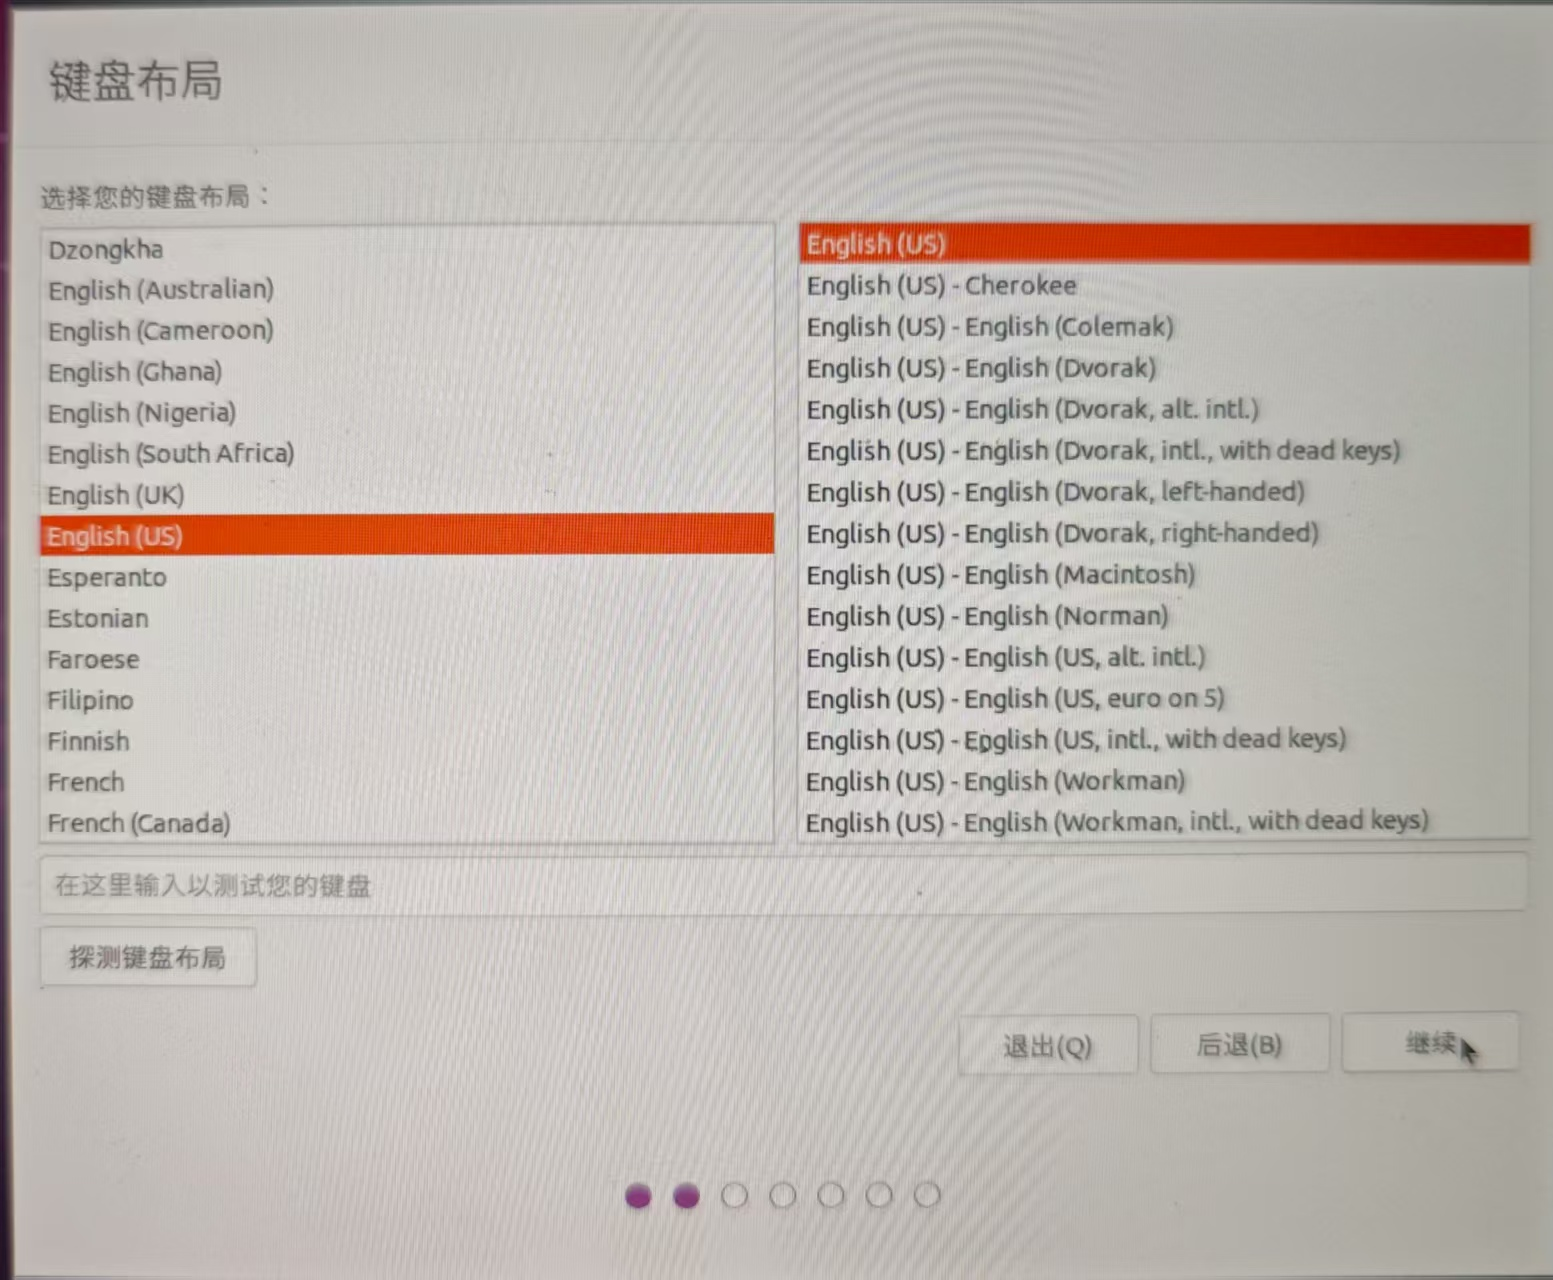 键盘布局
选择您的键盘布局：
Dzongkha
English (Australian)
English (Cameroon)
English (Ghana)
English (Nigeria)
English (South Africa)
English (UK)
English (US)
Esperanto
Estonian
Faroese
Filipino
Finnish
French
French (Canada)
English (US)
English (US) - Cherokee
English (US) - English (Colemak)
English (US) - English (Dvorak)
English (US) - English (Dvorak, alt. intl.)
English (US) - English (Dvorak, intl., with dead keys)
English (US) - English (Dvorak, left-handed)
English (US) - English (Dvorak, right-handed)
English (US) - English (Macintosh)
English (US) - English (Norman)
English (US) - English (US, alt. intl.)
English (US) - English (US, euro on 5)
English (US) - English (US, intl., with dead keys)
English (US) - English (Workman)
English (US) - English (Workman, intl., with dead keys)
在这里输入以测试您的键盘
探测键盘布局
退出(Q)
后退(B)
继续